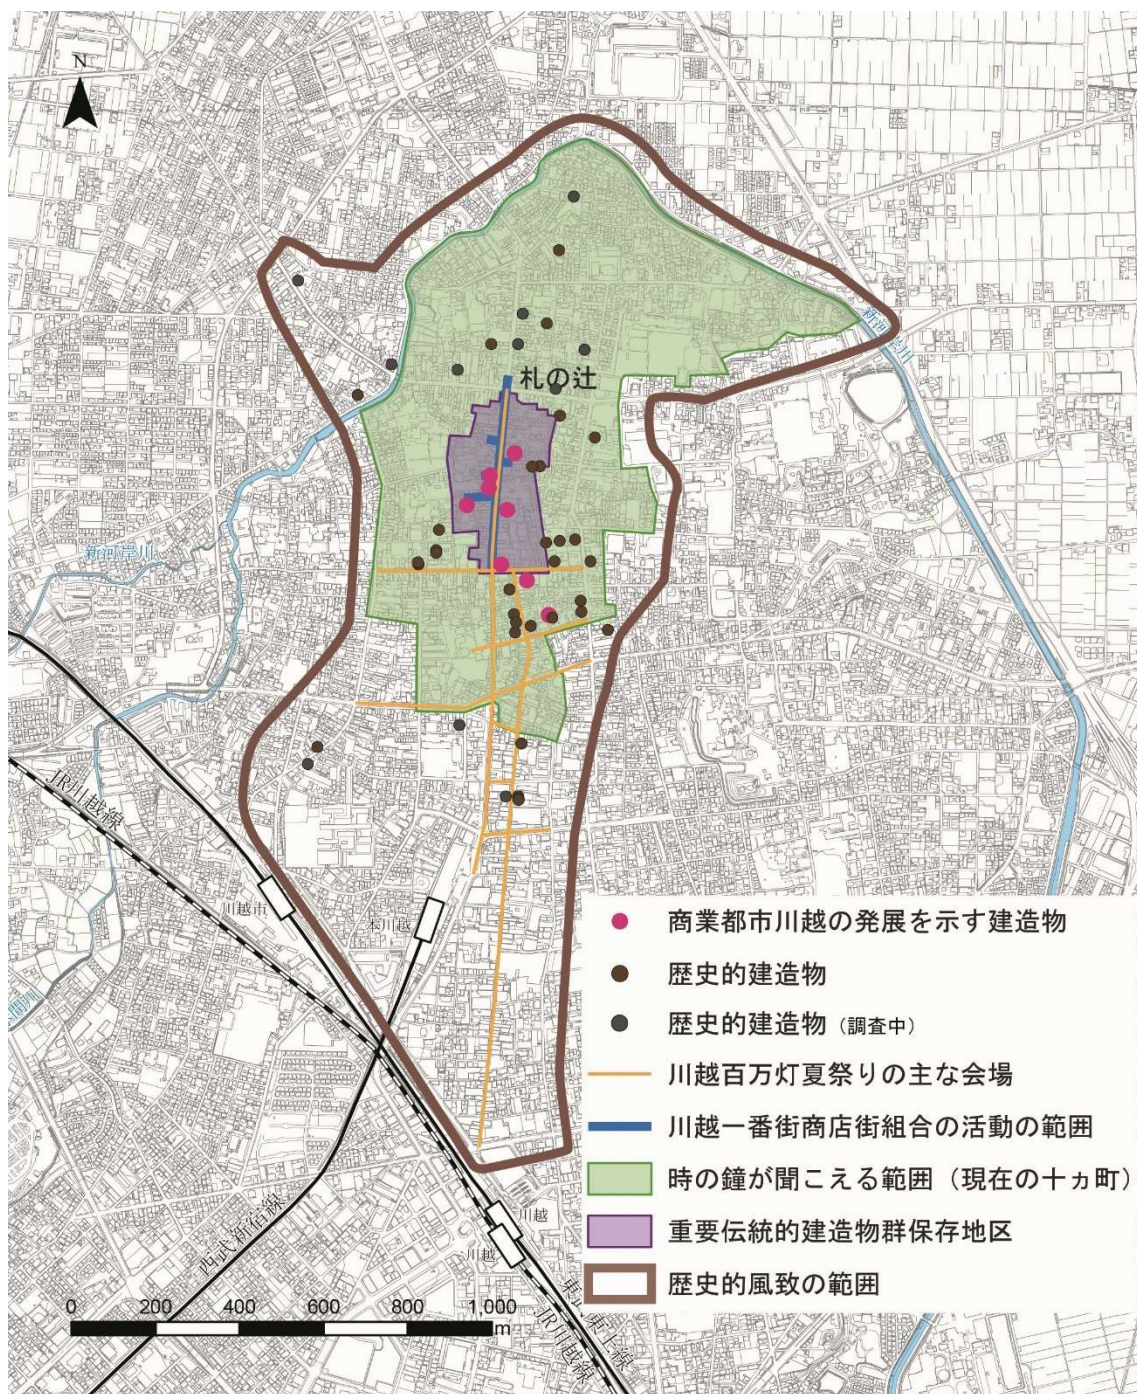 N
新河岸川
札の辻
新河岸川
JR川越線
川越市
本川越
西武新宿線
川越
川越
東武東上線
JR川越線
商業都市川越の発展を示す建造物
歴史的建造物
歴史的建造物（調査中）
川越百万灯夏祭りの主な会場
川越一番街商店街組合の活動の範囲
時の鐘が聞こえる範囲（現在の十ヵ町）
重要伝統的建造物群保存地区
歴史的風致の範囲
0 200 400 600 800 1,000
m